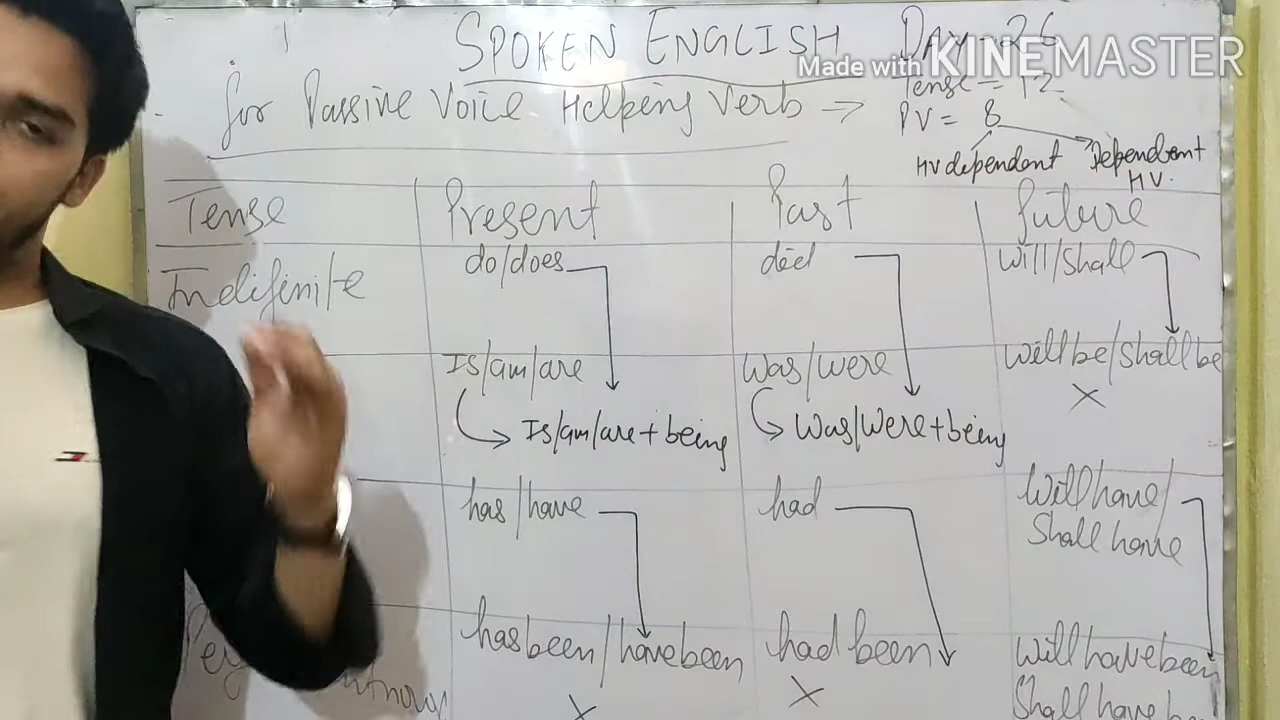 SPOKEN ENGLISH DAY-26
Made with KINEMASTER
for Passive Voice Helping Verb → Tense = 12
PV = 8
HV dependent Dependent HV.
Tense Present Past Future
Indifinite do/does did will/shall
Is/am/are Was/were will be/shall be
Is/am/are + being Was/Were + being X
has/have had Will have/
Shall have
has been/have been had been Will have been
X X Shall have